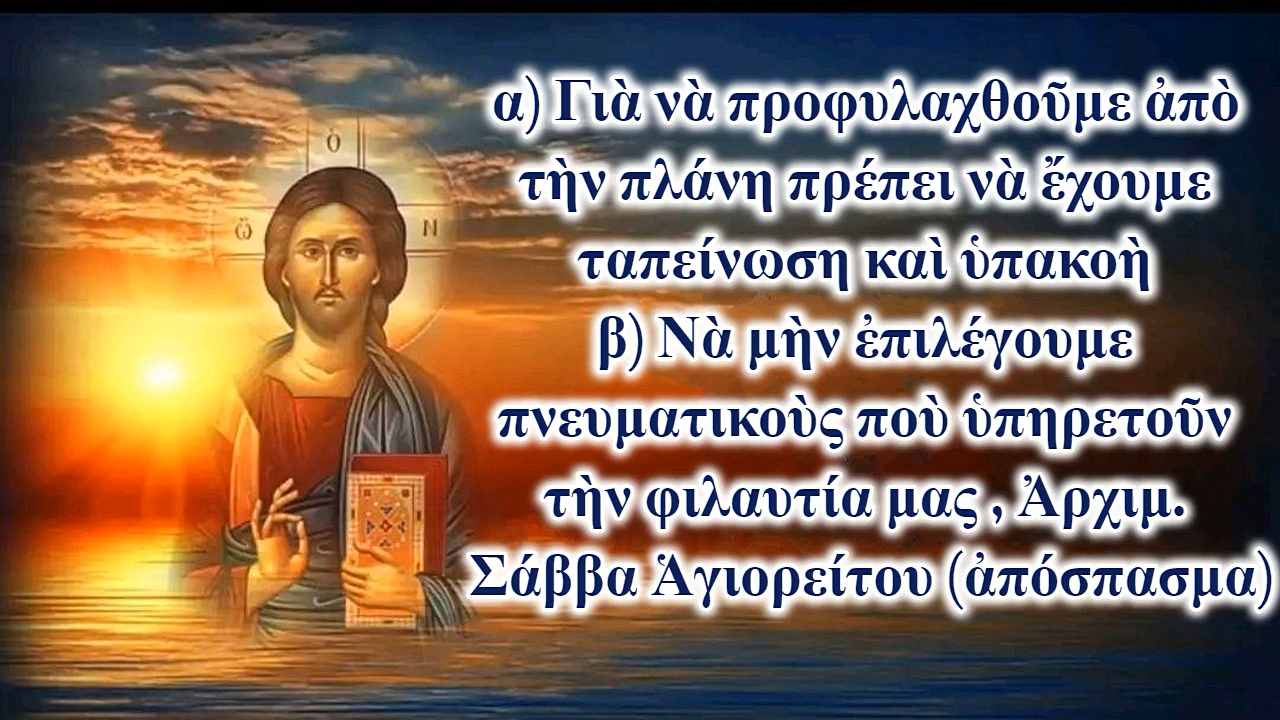 ὁ
ὤ Ν
α) Γιὰ νὰ προφυλαχθοῦμε ἀπὸ
τὴν πλάνη πρέπει νὰ ἔχουμε
ταπείνωση καὶ ὑπακοὴ
β) Νὰ μὴν ἐπιλέγουμε
πνευματικοὺς ποὺ ὑπηρετοῦν
τὴν φιλαυτία μας , Ἀρχιμ.
Σάββα Ἁγιορείτου (ἀπόσπασμα)